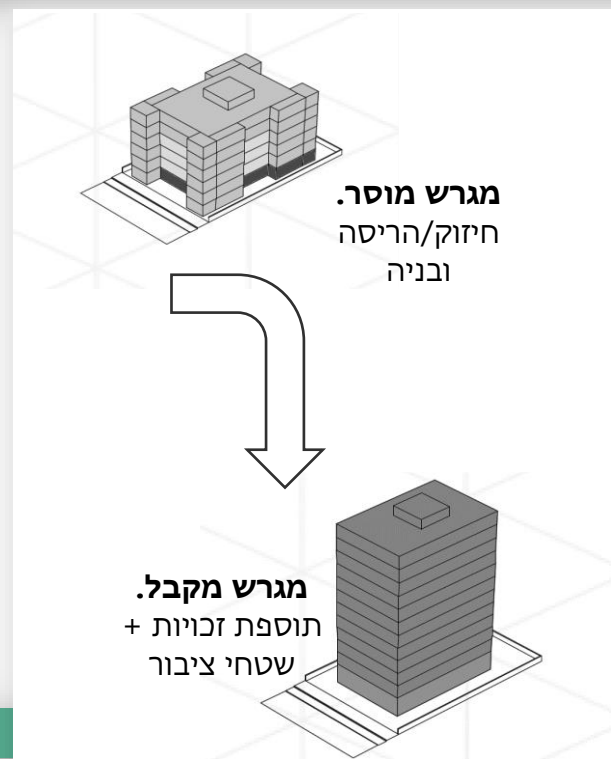 מגרש מוסר.
חיזוק/הריסה
ובניה
מגרש מקבל.
תוספת זכויות +
שטחי ציבור